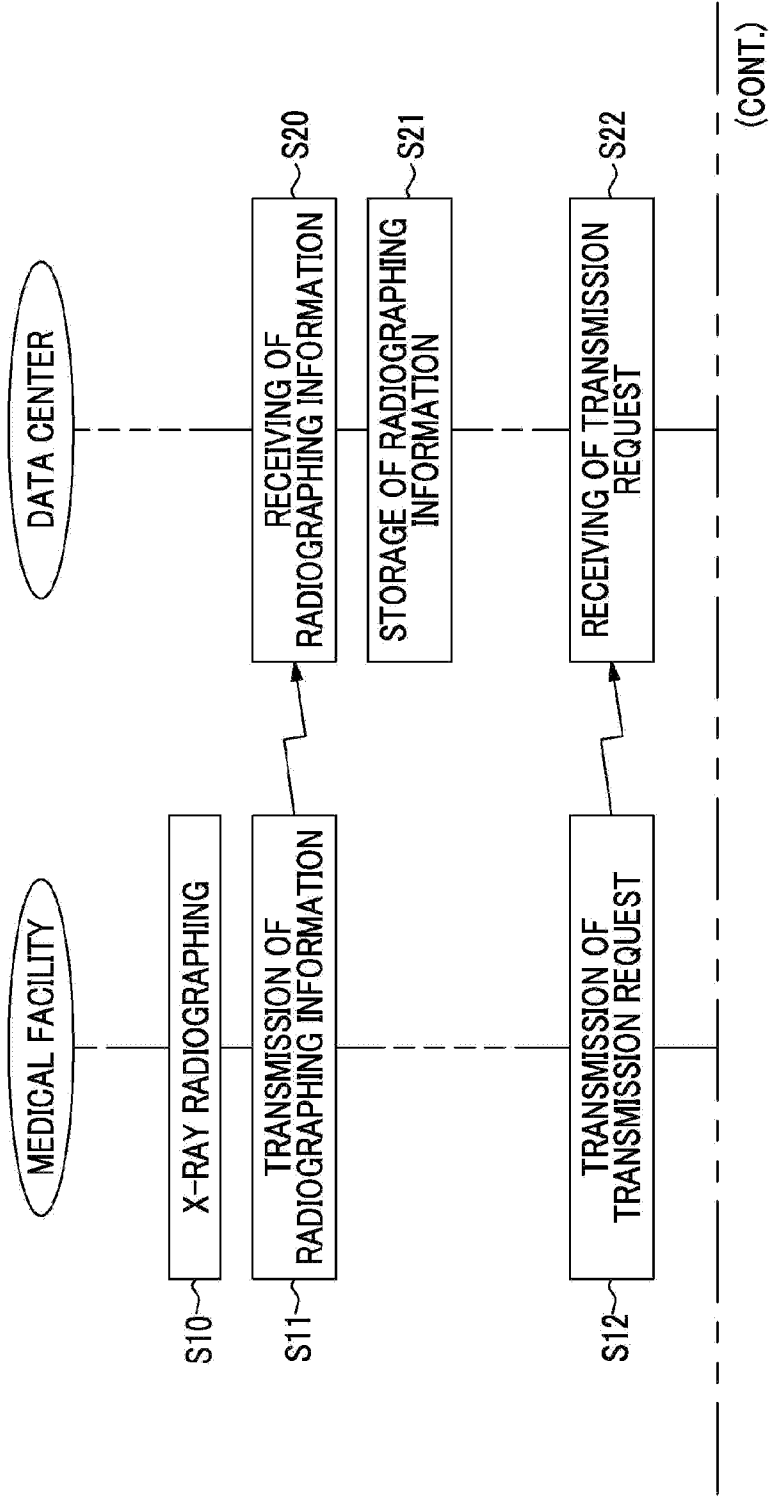 MEDICAL FACILITY
DATA CENTER
S10
X-RAY RADIOGRAPHING
S11
TRANSMISSION OF
RADIOGRAPHING INFORMATION
RECEIVING OF
RADIOGRAPHING INFORMATION
S20
STORAGE OF RADIOGRAPHING
INFORMATION
S21
S12
TRANSMISSION OF
TRANSMISSION REQUEST
RECEIVING OF TRANSMISSION
REQUEST
S22
(CONT.)